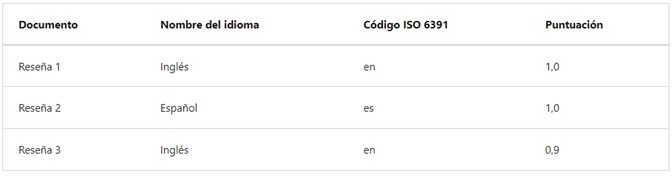 Documento Nombre del idioma Código ISO 6391 Puntuación
Reseña 1 Inglés en 1,0
Reseña 2 Español es 1,0
Reseña 3 Inglés en 0,9